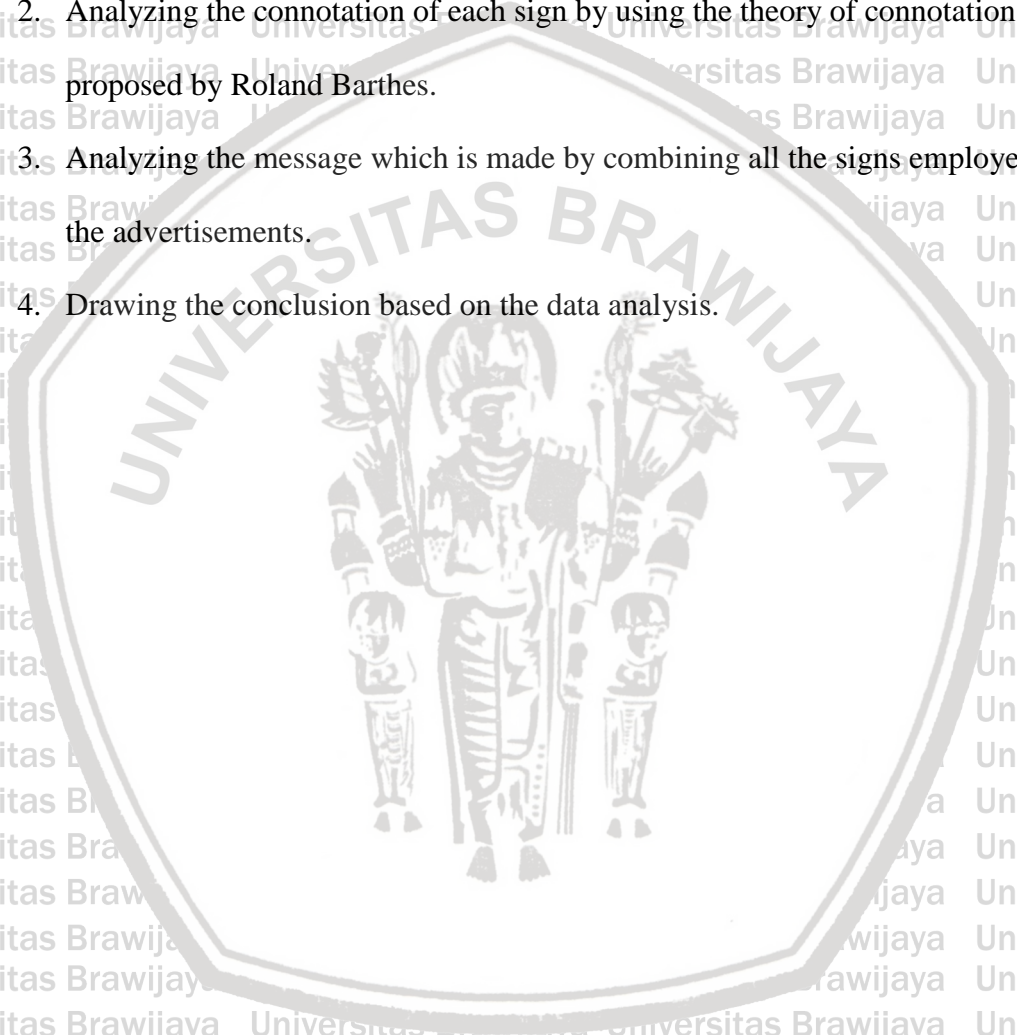 2. Analyzing the connotation of each sign by using the theory of connotation
proposed by Roland Barthes.
3. Analyzing the message which is made by combining all the signs employe
the advertisements.
4. Drawing the conclusion based on the data analysis.
UNIVERSITAS BRAWIJAYA